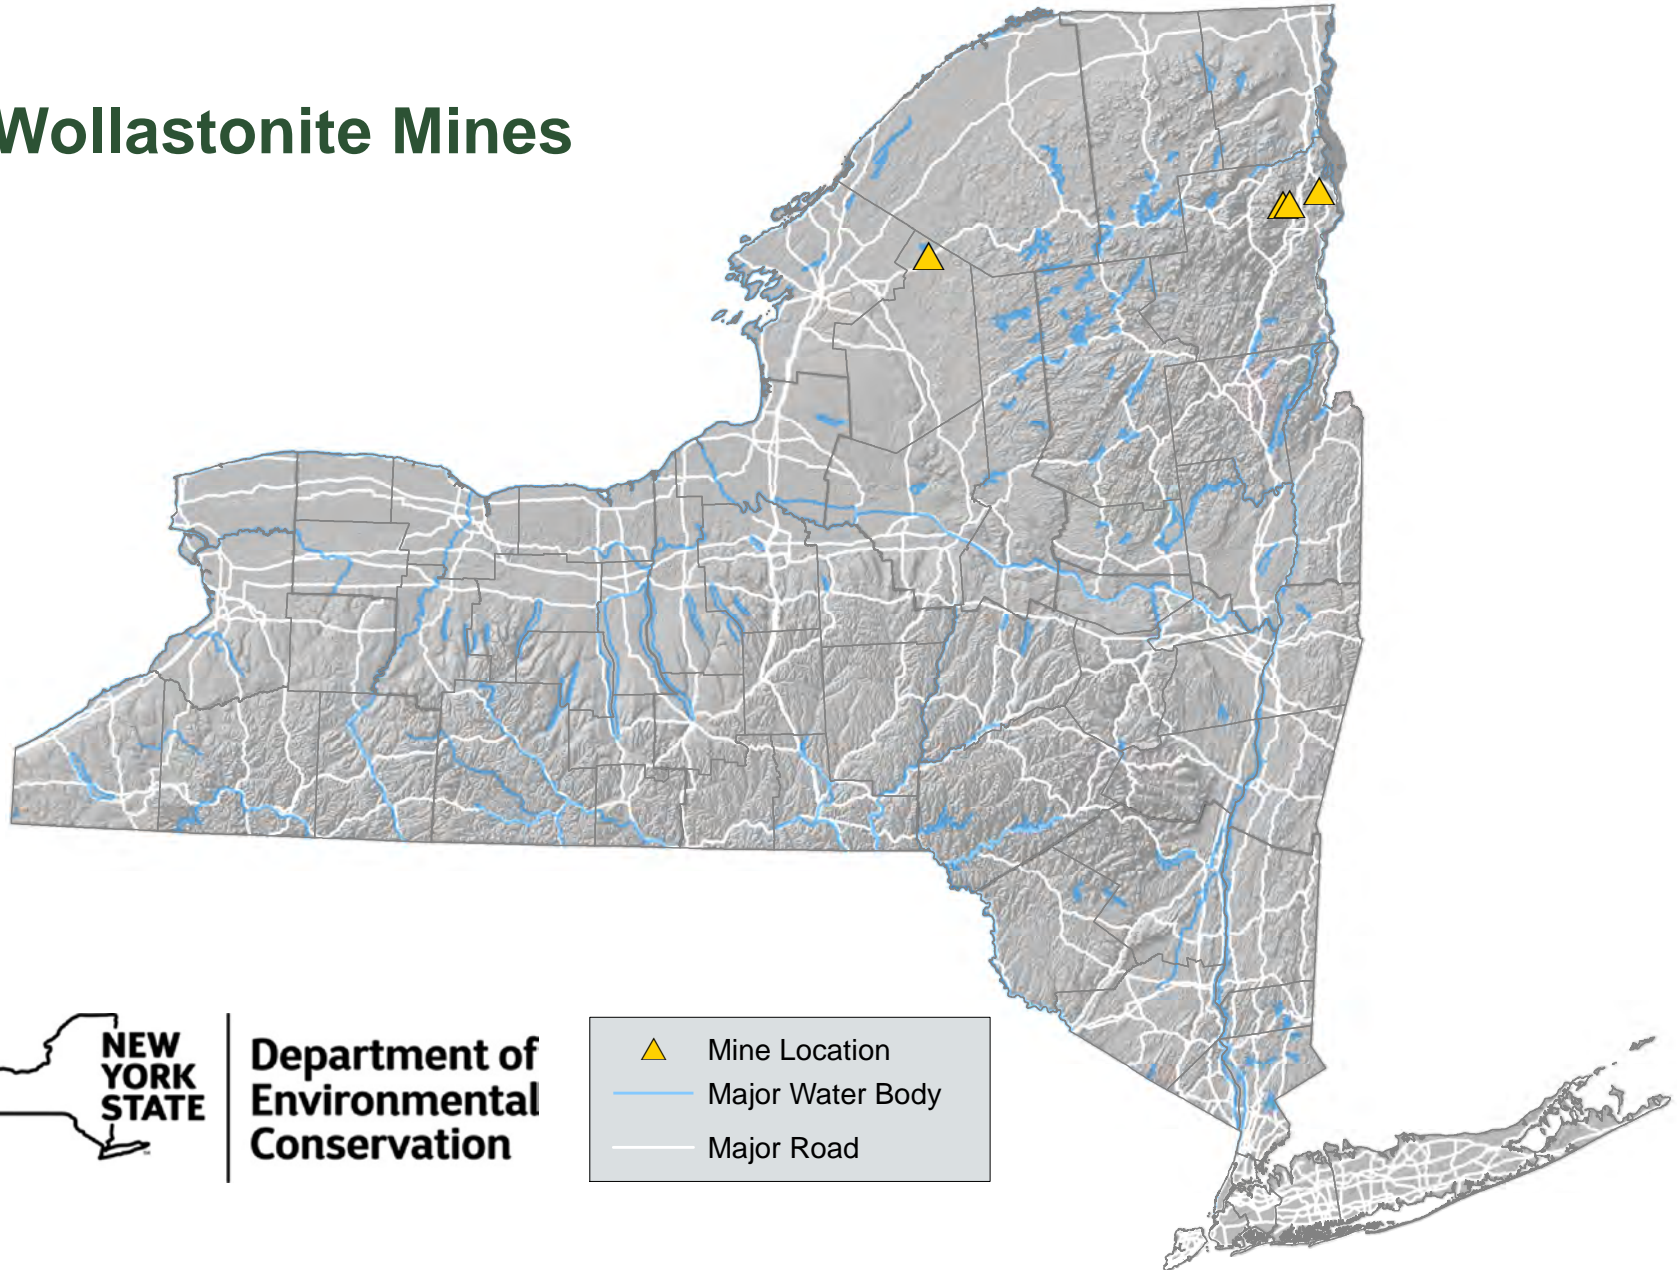 Wollastonite Mines
NEW
YORK
STATE
Department of
Environmental
Conservation
Mine Location
Major Water Body
Major Road